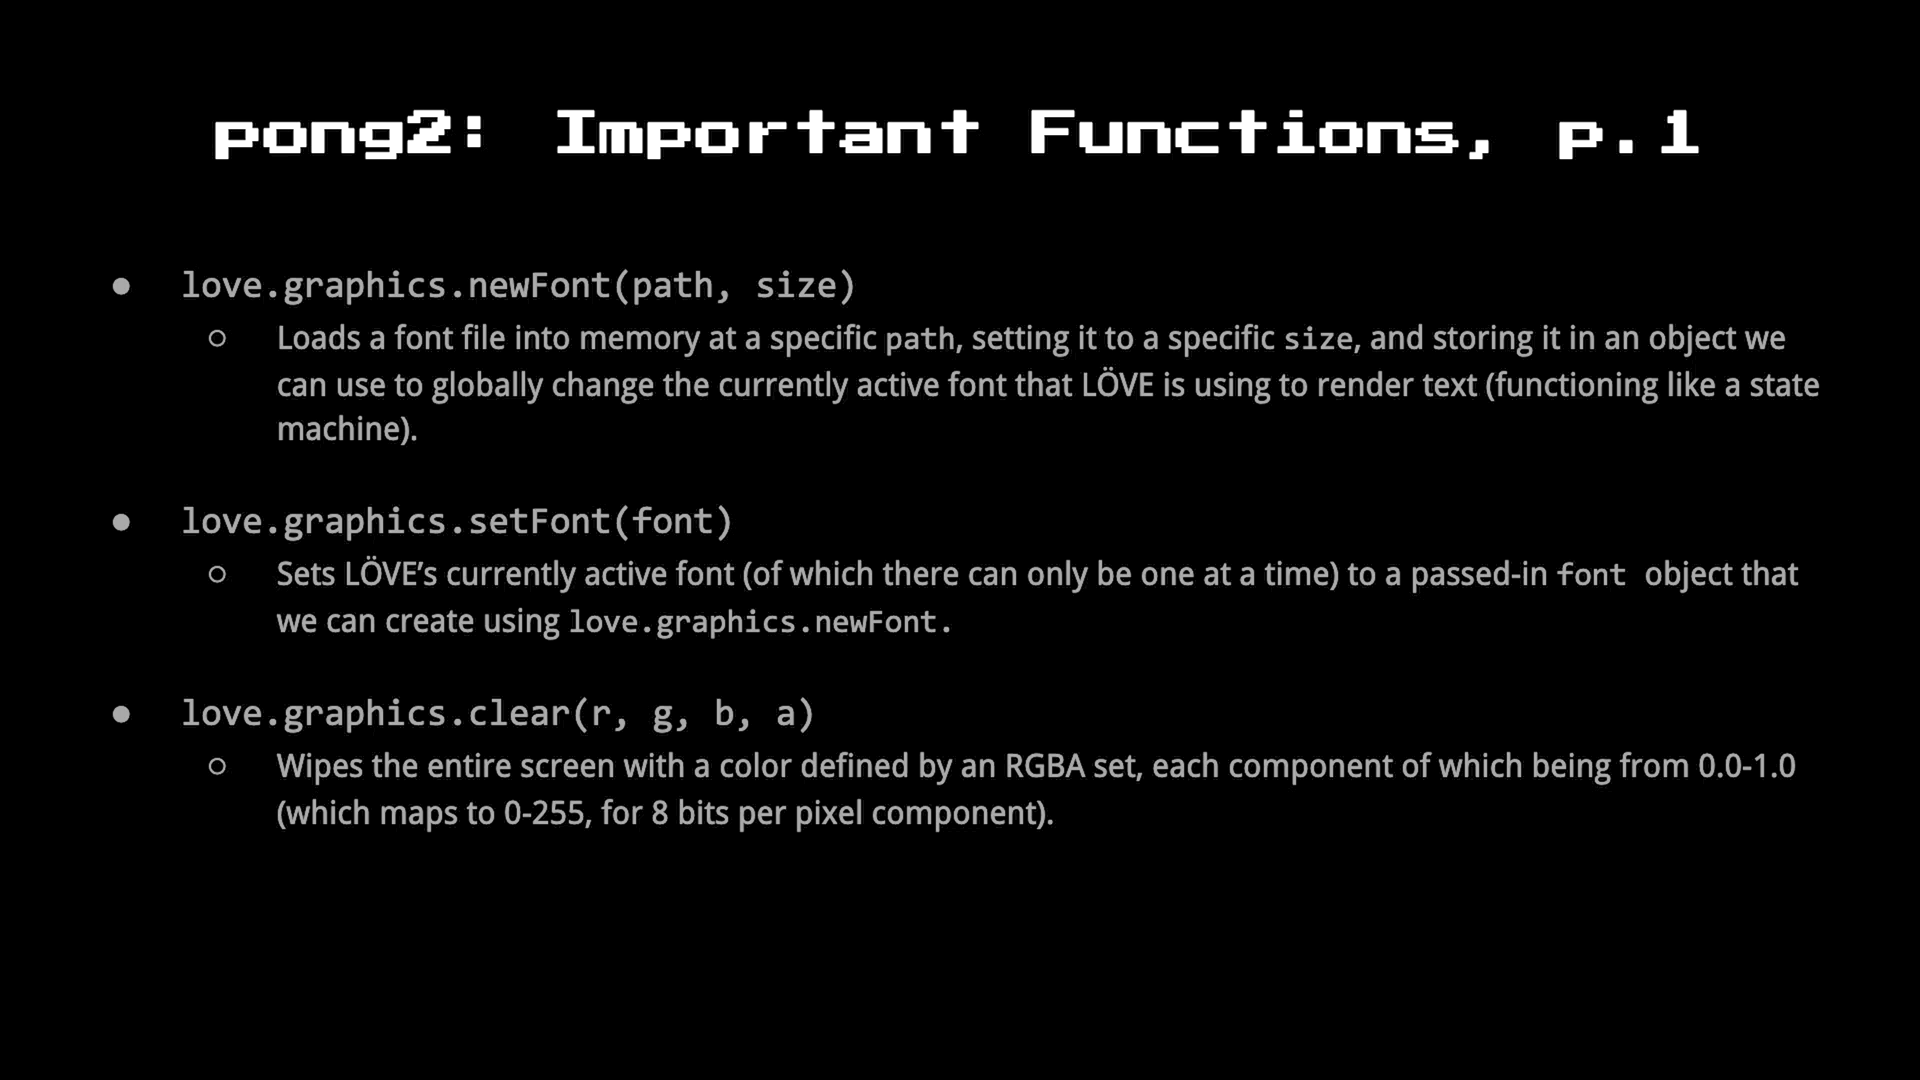 pong2: Important Functions, p.1
● love.graphics.newFont(path, size)
○ Loads a font file into memory at a specific path, setting it to a specific size, and storing it in an object we
can use to globally change the currently active font that LÖVE is using to render text (functioning like a state
machine).
● love.graphics.setFont(font)
○ Sets LÖVE’s currently active font (of which there can only be one at a time) to a passed-in font object that
we can create using love.graphics.newFont.
● love.graphics.clear(r, g, b, a)
○ Wipes the entire screen with a color defined by an RGBA set, each component of which being from 0.0-1.0
(which maps to 0-255, for 8 bits per pixel component).